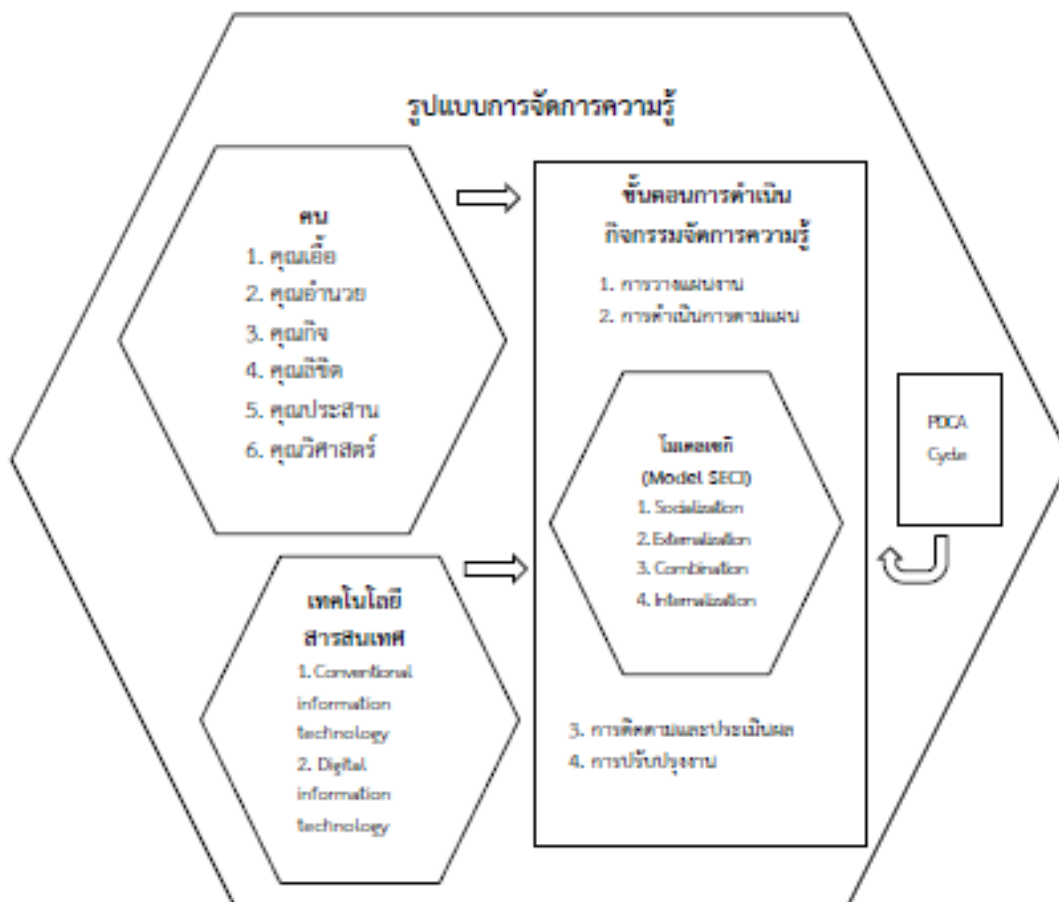 รูปแบบการจัดการความรู้
คน
1. คุณเอื้อ
2. คุณอำนวย
3. คุณกิจ
4. คุณลิขิต
5. คุณประสาน
6. คุณวิศาสตร์
เทคโนโลยี
สารสนเทศ
1. Conventional
information
technology
2. Digital
information
technology
ขั้นตอนการดำเนิน
กิจกรรมจัดการความรู้
1. การวางแผนงาน
2. การดำเนินการตามแผน
โมเดลเซกิ
(Model SECI)
1. Socialization
2. Externalization
3. Combination
4. Internalization
3. การติดตามและประเมินผล
4. การปรับปรุงงาน
PDCA
Cycle